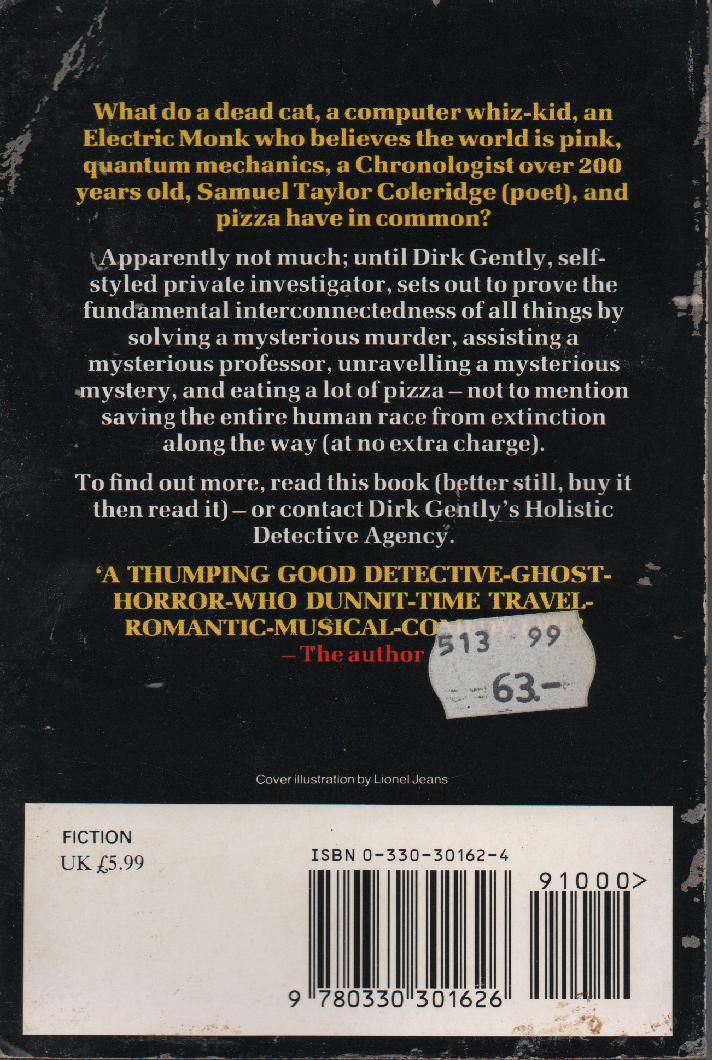 What do a dead cat, a computer whiz-kid, an
Electric Monk who believes the world is pink,
quantum mechanics, a Chronologist over 200
years old, Samuel Taylor Coleridge (poet), and
pizza have in common?
Apparently not much; until Dirk Gently, self-
styled private investigator, sets out to prove the
fundamental interconnectedness of all things by
solving a mysterious murder, assisting a
mysterious professor, unravelling a mysterious
mystery, and eating a lot of pizza – not to mention
saving the entire human race from extinction
along the way (at no extra charge).
To find out more, read this book (better still, buy it
then read it) – or contact Dirk Gently's Holistic
Detective Agency.
‘A THUMPING GOOD DETECTIVE-GHOST-
HORROR-WHO DUNNIT-TIME TRAVEL-
ROMANTIC-MUSICAL-
– The author
513 99
63.-
Cover illustration by Lionel Jeans
FICTION
UK £5.99
ISBN 0-330-30162-4
91000>
9 780330 301626